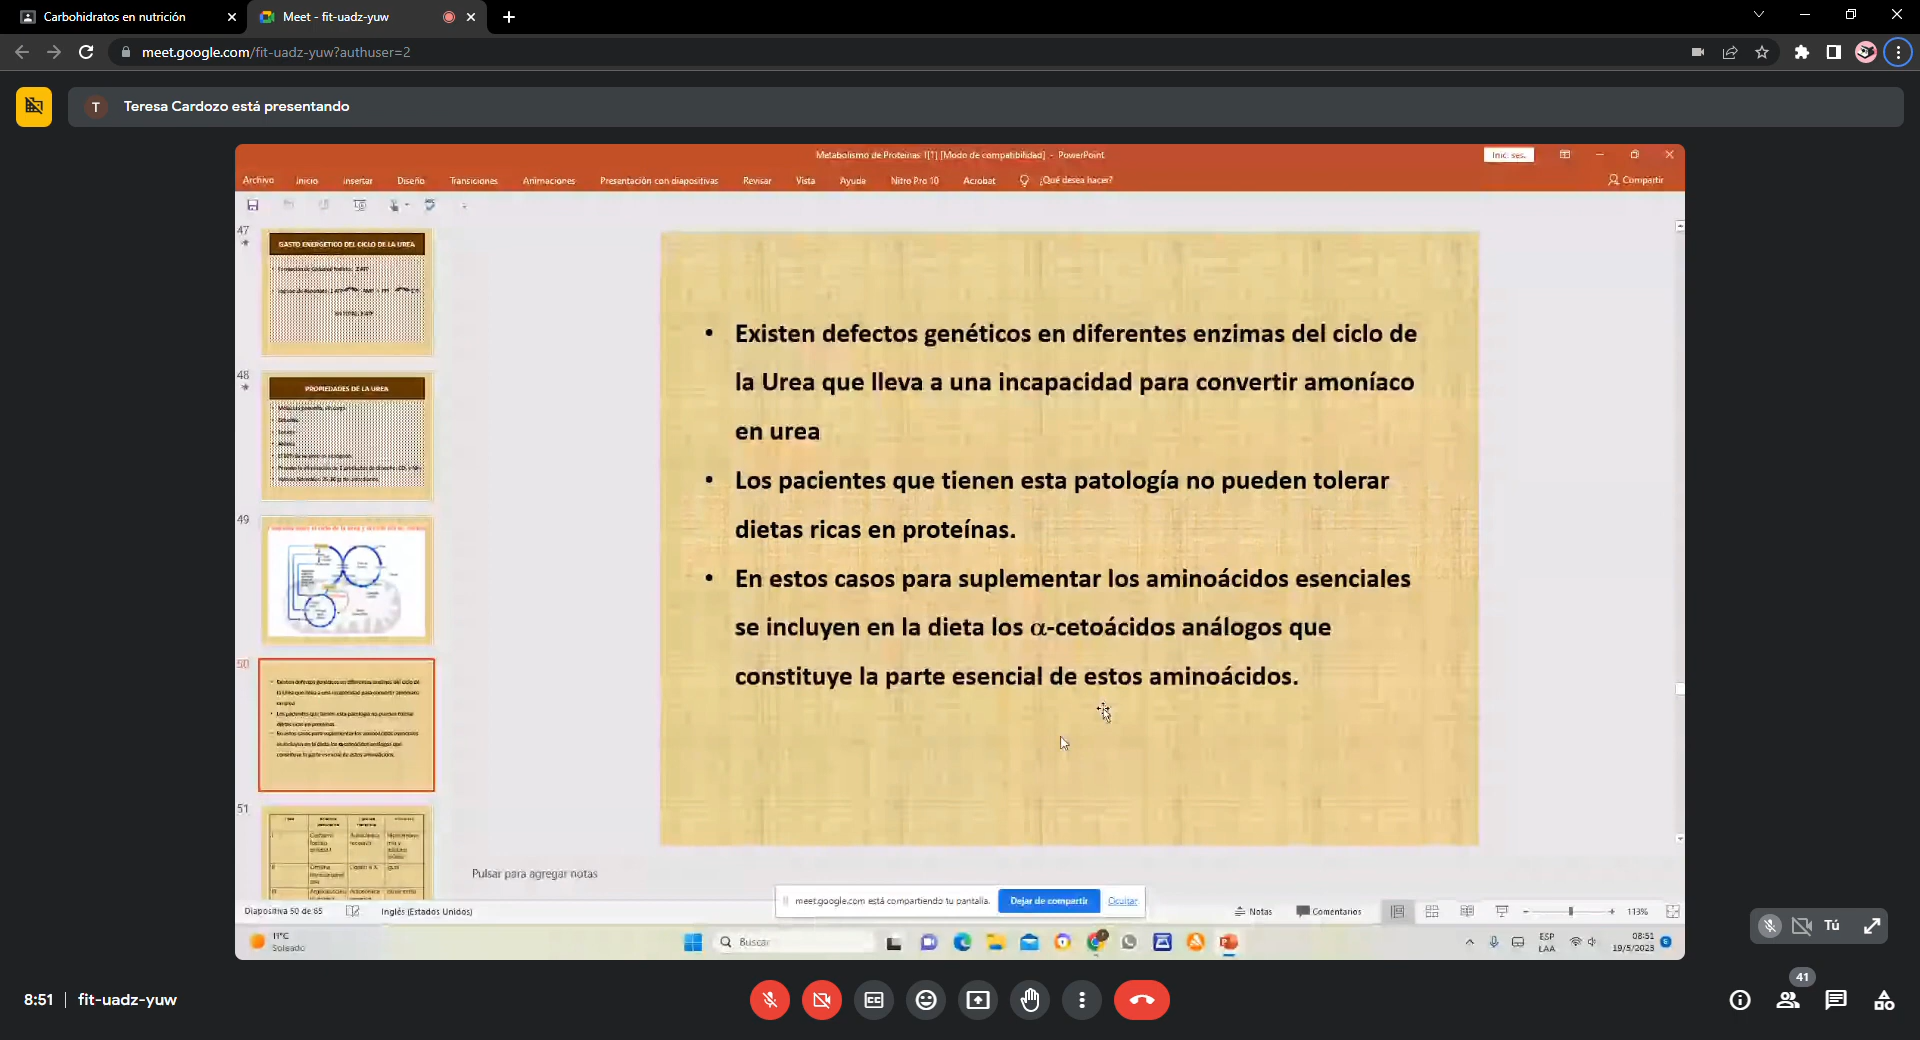 Carbohidratos en nutrición
Meet - fit-uadz-yuw
meet.google.com/fit-uadz-yuw?authuser=2
T
Teresa Cardozo está presentando
Metabolismo de Proteinas 1[1] [Modo de compatibilidad] - PowerPoint
Inic. ses.
Archivo Inicio Insertar Diseño Transiciones Animaciones Presentación con diapositivas Revisar Vista Ayuda Nitro Pro 10 Acrobat ¿Qué desea hacer? Compartir
47
GASTO ENERGETICO DEL CICLO DE LA UREA
48
PROPIEDADES DE LA UREA
49
50
51
• Existen defectos genéticos en diferentes enzimas del ciclo de
la Urea que lleva a una incapacidad para convertir amoníaco
en urea
• Los pacientes que tienen esta patología no pueden tolerar
dietas ricas en proteínas.
• En estos casos para suplementar los aminoácidos esenciales
se incluyen en la dieta los α-cetoácidos análogos que
constituye la parte esencial de estos aminoácidos.
Pulsar para agregar notas
meet.google.com está compartiendo tu pantalla.
Dejar de compartir
Ocultar
Diapositiva 50 de 65
Inglés (Estados Unidos)
Notas
Comentarios
113%
11°C
Soleado
Buscar
ESP
LAA
08:51
19/5/2023
Tú
8:51 | fit-uadz-yuw
41